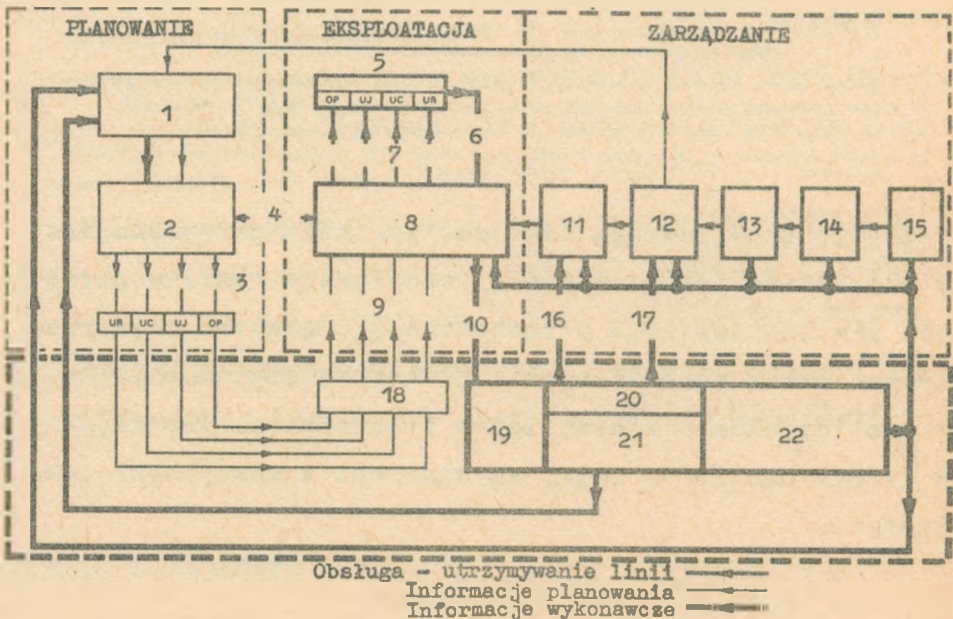 PLANOWANIE EKSPLOATACJA ZARZĄDZANIE
5
OP UJ UC UR
1
6
7
2 4 8 11 12 13 14 15
3 9
10 16 17
UR UC UJ OP
18
20
19 21 22
Obsługa - utrzymywanie linii
Informacje planowania
Informacje wykonawcze